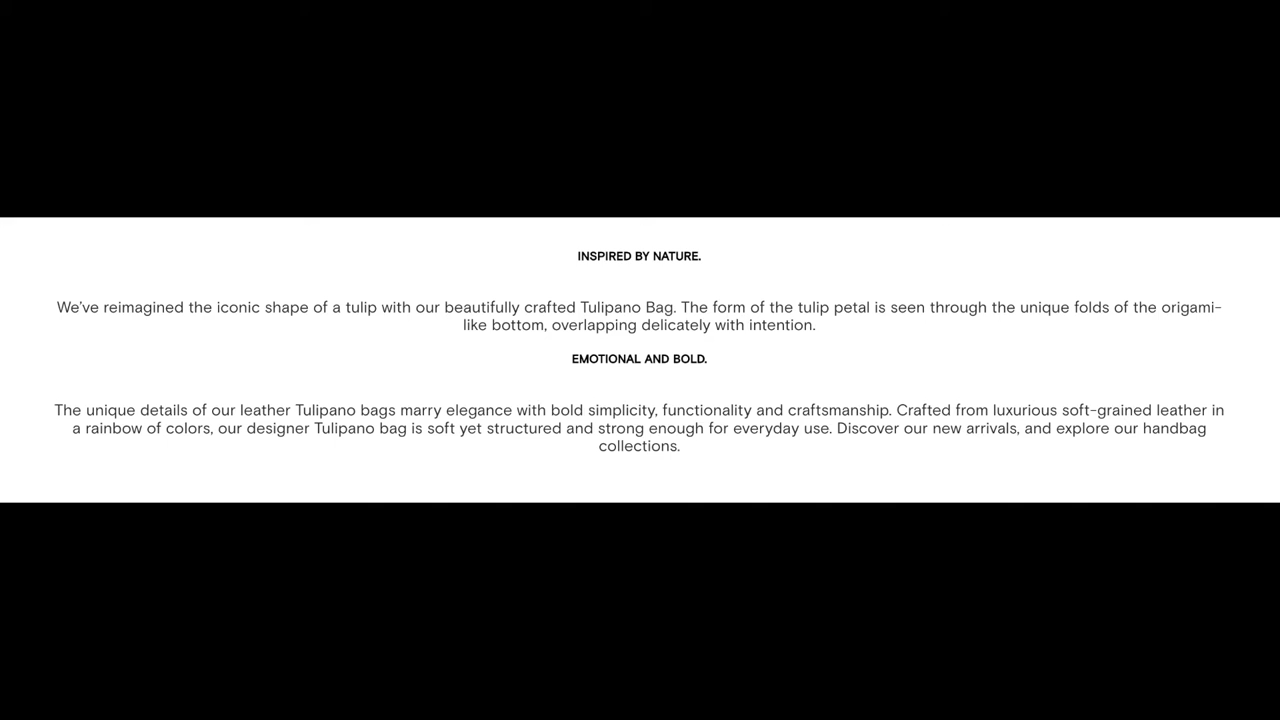 INSPIRED BY NATURE.
We've reimagined the iconic shape of a tulip with our beautifully crafted Tulipano Bag. The form of the tulip petal is seen through the unique folds of the origami-
like bottom, overlapping delicately with intention.
EMOTIONAL AND BOLD.
The unique details of our leather Tulipano bags marry elegance with bold simplicity, functionality and craftsmanship. Crafted from luxurious soft-grained leather in
a rainbow of colors, our designer Tulipano bag is soft yet structured and strong enough for everyday use. Discover our new arrivals, and explore our handbag
collections.